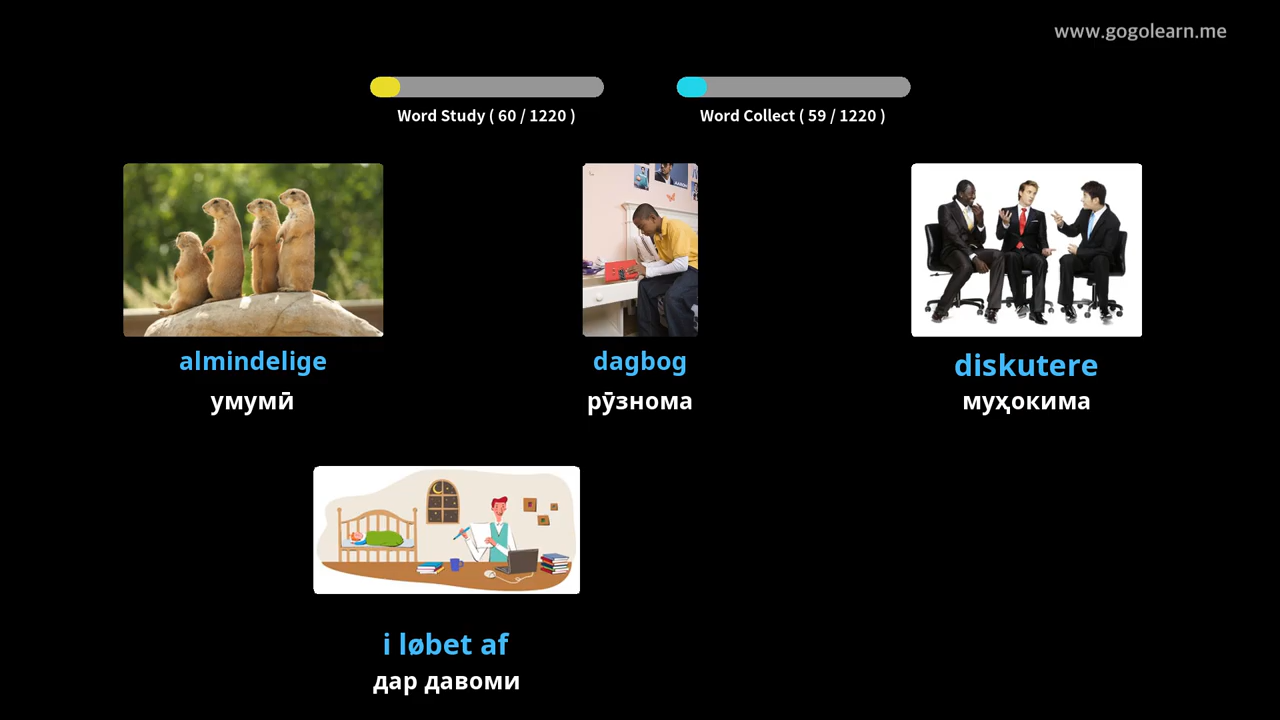 www.gogolearn.me
Word Study ( 60 / 1220 )
Word Collect ( 59 / 1220 )
almindelige
умумӣ
dagbog
рӯзнома
diskutere
муҳокима
i løbet af
дар давоми